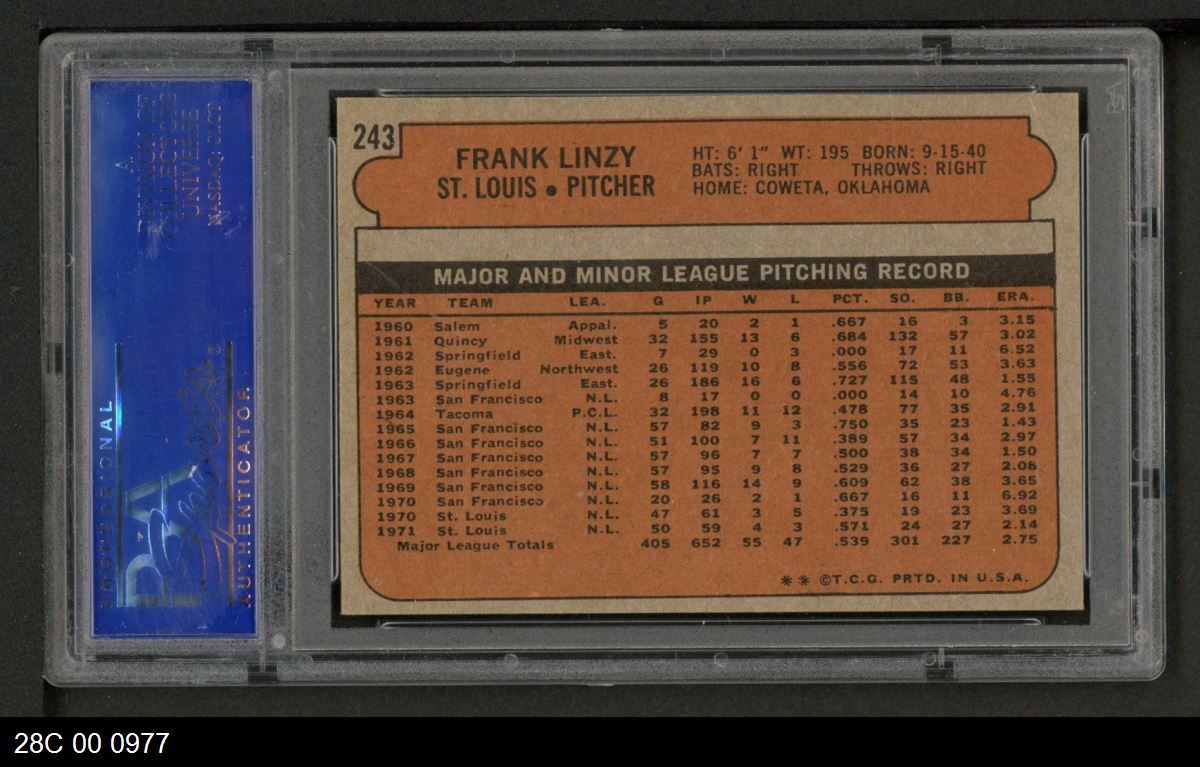 DIVISION OF
COLLECTORS
UNIVERSE
NASDAQ: CLCT
PROFESSIONAL
PSA
AUTHENTICATOR
243
FRANK LINZY
ST. LOUIS • PITCHER
HT: 6' 1" WT: 195 BORN: 9-15-40
BATS: RIGHT THROWS: RIGHT
HOME: COWETA, OKLAHOMA
MAJOR AND MINOR LEAGUE PITCHING RECORD
YEAR TEAM LEA. G IP W L PCT. SO. BB. ERA.
1960 Salem Appal. 5 20 2 1 .667 16 3 3.15
1961 Quincy Midwest 32 155 13 6 .684 132 57 3.02
1962 Springfield East. 7 29 0 3 .000 17 11 6.52
1962 Eugene Northwest 26 119 10 8 .556 72 53 3.63
1963 Springfield East. 26 186 16 6 .727 115 48 1.55
1963 San Francisco N.L. 8 17 0 0 .000 14 10 4.76
1964 Tacoma P.C.L. 32 198 11 12 .478 77 35 2.91
1965 San Francisco N.L. 57 82 9 3 .750 35 23 1.43
1966 San Francisco N.L. 51 100 7 11 .389 57 34 2.97
1967 San Francisco N.L. 57 96 7 7 .500 38 34 1.50
1968 San Francisco N.L. 57 95 9 8 .529 36 27 2.08
1969 San Francisco N.L. 58 116 14 9 .609 62 38 3.65
1970 San Francisco N.L. 20 26 2 1 .667 16 11 6.92
1970 St. Louis N.L. 47 61 3 5 .375 19 23 3.69
1971 St. Louis N.L. 50 59 4 3 .571 24 27 2.14
Major League Totals 405 652 55 47 .539 301 227 2.75
** ©T.C.G. PRTD. IN U.S.A.
28C 00 0977